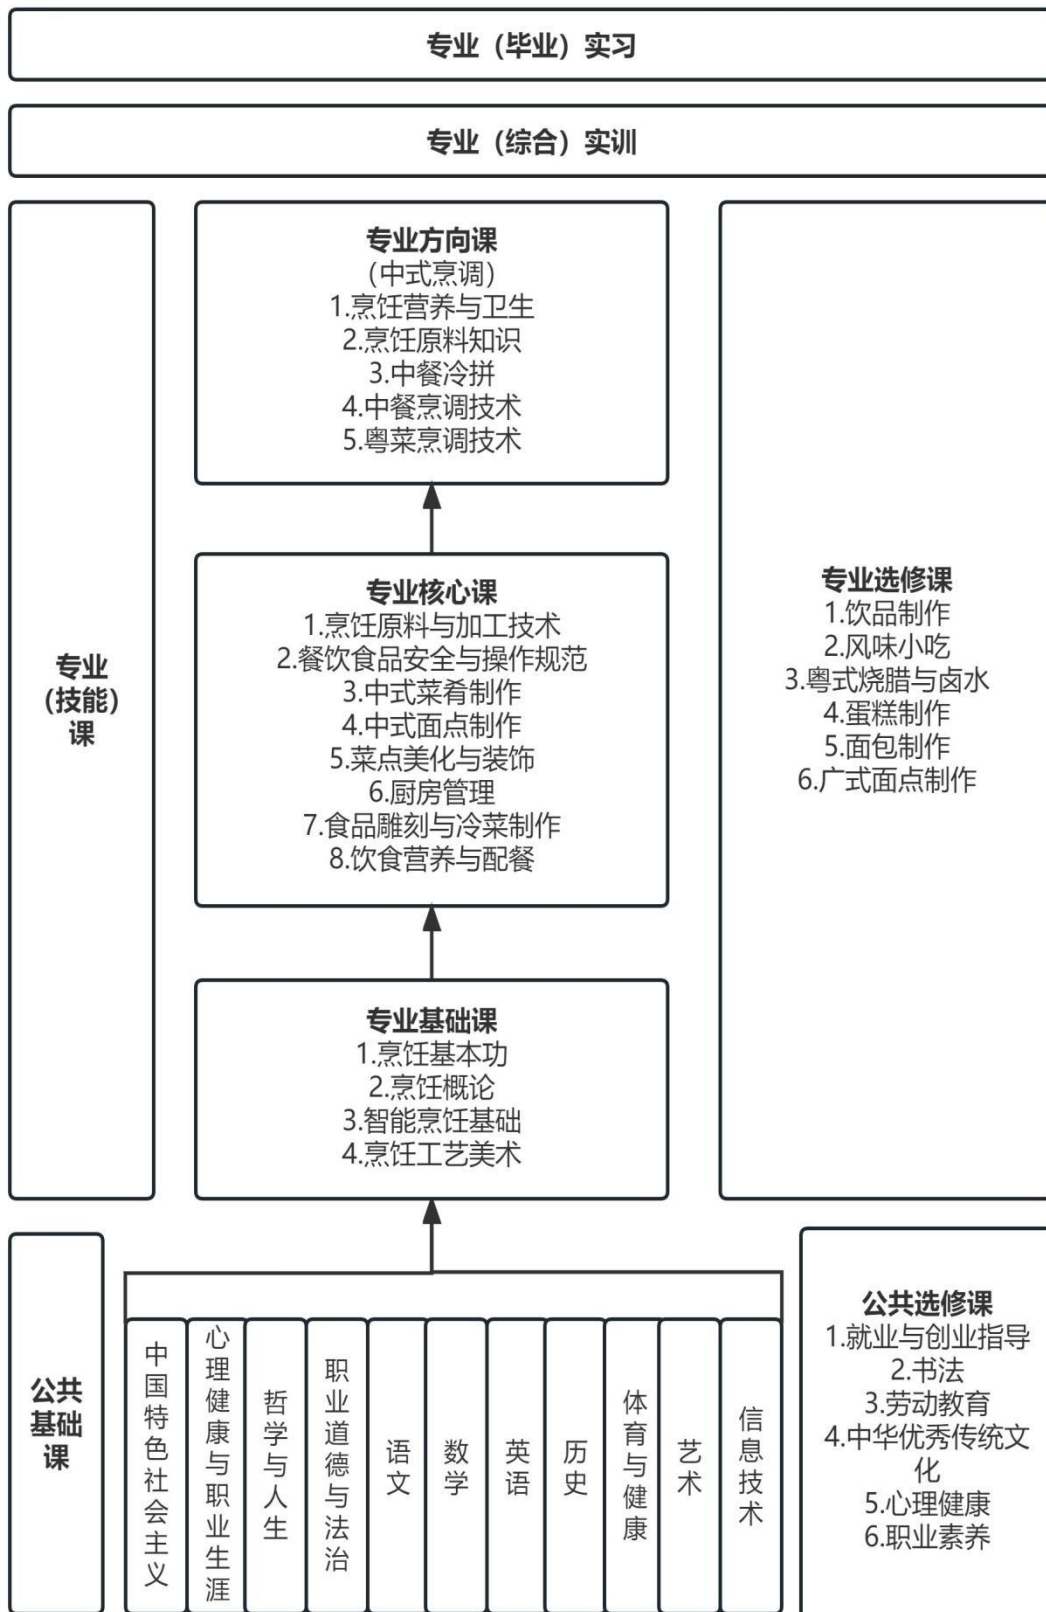 专业（毕业）实习
专业（综合）实训
专业
（技能）
课
专业方向课
（中式烹调）
1.烹饪营养与卫生
2.烹饪原料知识
3.中餐冷拼
4.中餐烹调技术
5.粤菜烹调技术
专业核心课
1.烹饪原料与加工技术
2.餐饮食品安全与操作规范
3.中式菜肴制作
4.中式面点制作
5.菜点美化与装饰
6.厨房管理
7.食品雕刻与冷菜制作
8.饮食营养与配餐
专业基础课
1.烹饪基本功
2.烹饪概论
3.智能烹饪基础
4.烹饪工艺美术
专业选修课
1.饮品制作
2.风味小吃
3.粤式烧腊与卤水
4.蛋糕制作
5.面包制作
6.广式面点制作
公共
基础
课
中国特色社会主义
心理健康与职业生涯
哲学与人生
职业道德与法治
语文
数学
英语
历史
体育与健康
艺术
信息技术
公共选修课
1.就业与创业指导
2.书法
3.劳动教育
4.中华优秀传统文
化
5.心理健康
6.职业素养